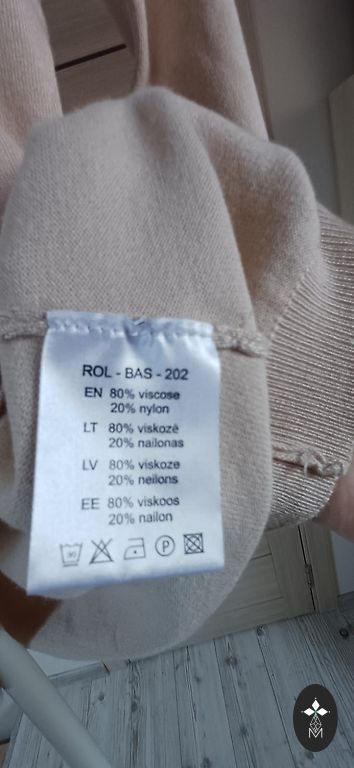 ROL - BAS - 202
EN 80% viscose
20% nylon
LT 80% viskozė
20% nailonas
LV 80% viskoze
20% neilons
EE 80% viskoos
20% nailon
30
P
M